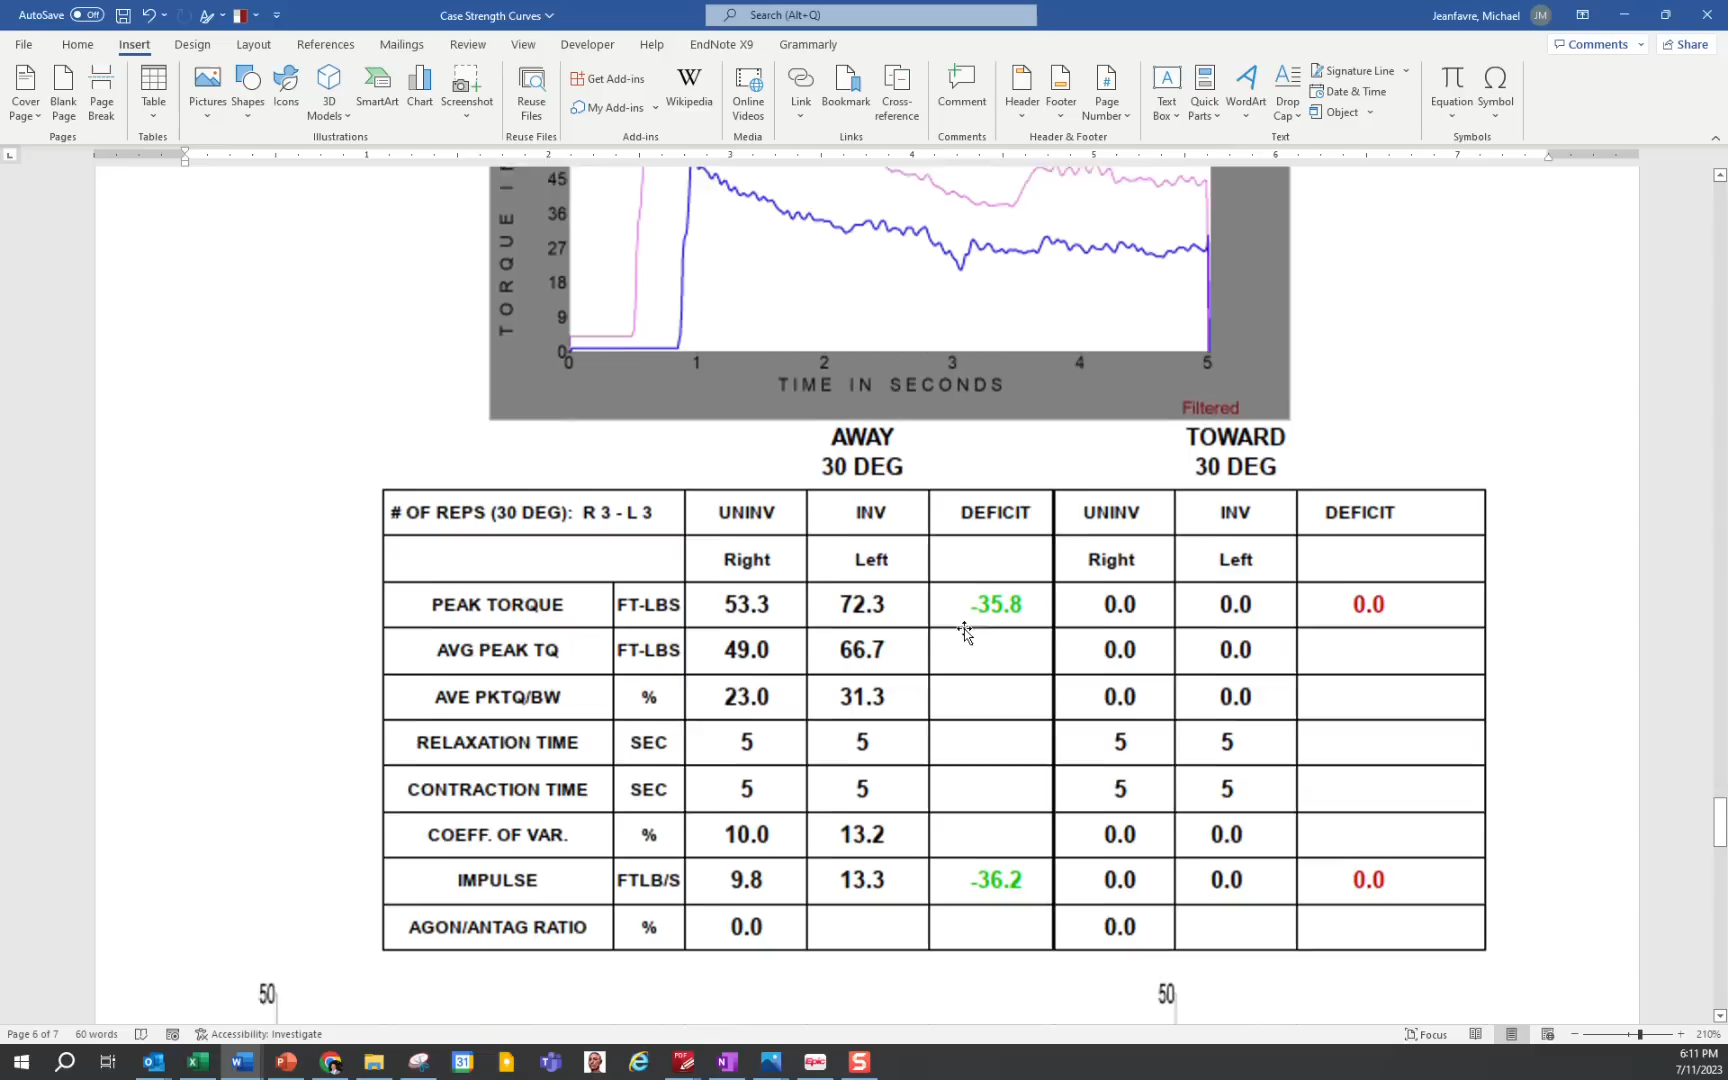 AutoSave Off Case Strength Curves Search (Alt+Q) Jeanfavre, Michael JM
File Home Insert Design Layout References Mailings Review View Developer Help EndNote X9 Grammarly Comments Share
Cover Page Blank Page Page Break Table Pictures Shapes Icons 3D Models SmartArt Chart Screenshot Reuse Files Get Add-ins My Add-ins Wikipedia Online Videos Link Bookmark Cross-reference Comment Header Footer Page Number Text Box Quick Parts WordArt Drop Cap Signature Line Date & Time Object Equation Symbol
Pages Tables Illustrations Reuse Files Add-ins Media Links Comments Header & Footer Text Symbols
1 2 3 4 5 6 7
TORQUE I
45
36
27
18
9
0
0 1 2 3 4 5
TIME IN SECONDS
Filtered
AWAY TOWARD
30 DEG 30 DEG
# OF REPS (30 DEG): R 3 - L 3 UNINV INV DEFICIT UNINV INV DEFICIT
Right Left Right Left
PEAK TORQUE FT-LBS 53.3 72.3 -35.8 0.0 0.0 0.0
AVG PEAK TQ FT-LBS 49.0 66.7 0.0 0.0
AVE PKTQ/BW % 23.0 31.3 0.0 0.0
RELAXATION TIME SEC 5 5 5 5
CONTRACTION TIME SEC 5 5 5 5
COEFF. OF VAR. % 10.0 13.2 0.0 0.0
IMPULSE FTLB/S 9.8 13.3 -36.2 0.0 0.0 0.0
AGON/ANTAG RATIO % 0.0 0.0
50 50
Page 6 of 7 60 words Accessibility: Investigate Focus 210%
31 Epic 6:11 PM
7/11/2023